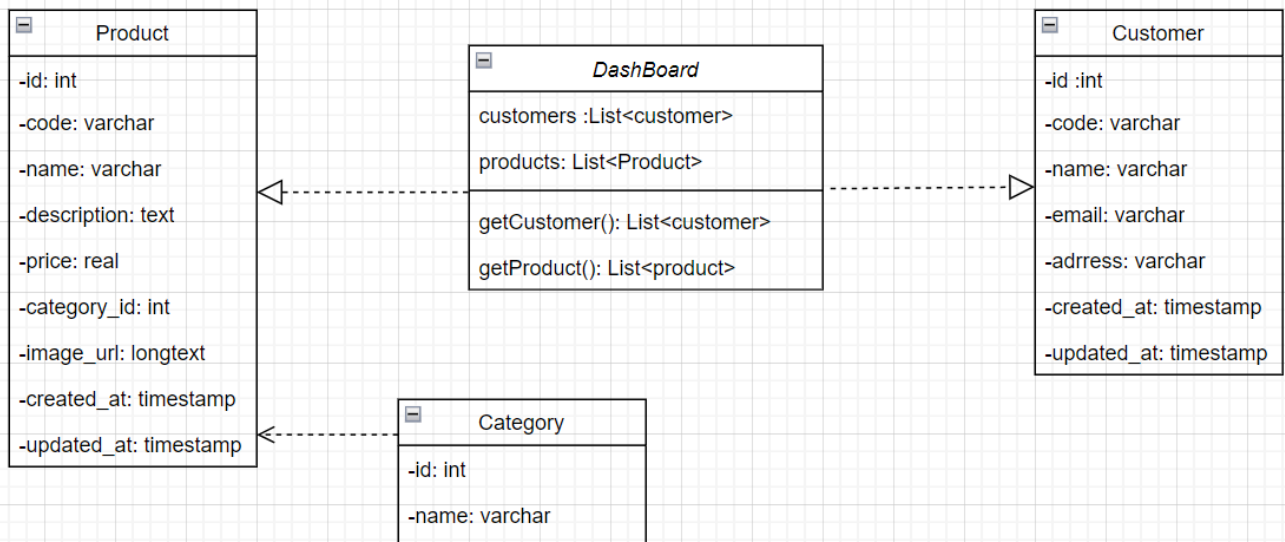 Product
-id: int
-code: varchar
-name: varchar
-description: text
-price: real
-category_id: int
-image_url: longtext
-created_at: timestamp
-updated_at: timestamp
DashBoard
customers :List<customer>
products: List<Product>
getCustomer(): List<customer>
getProduct(): List<product>
Customer
-id :int
-code: varchar
-name: varchar
-email: varchar
-adrress: varchar
-created_at: timestamp
-updated_at: timestamp
Category
-id: int
-name: varchar